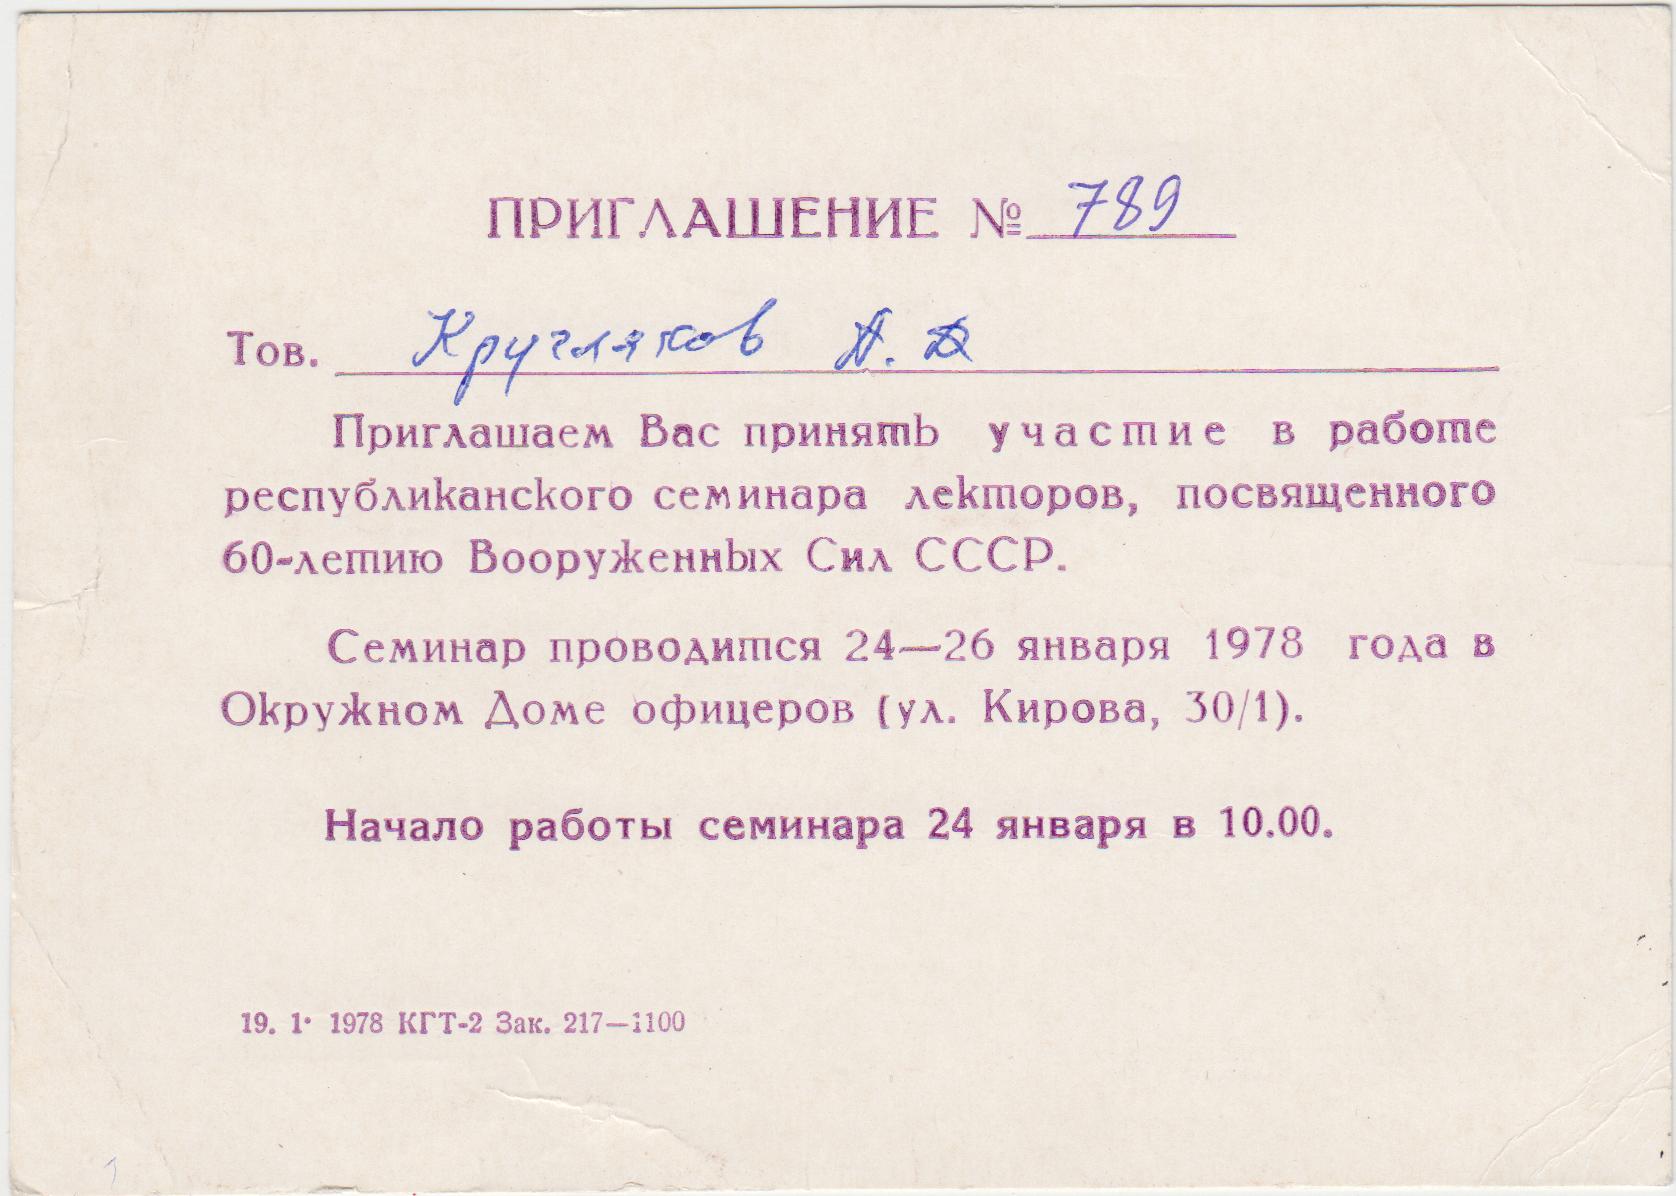 ПРИГЛАШЕНИЕ № 789
Тов. Кругляков А. Д
Приглашаем Вас принять участие в работе
республиканского семинара лекторов, посвященного
60-летию Вооруженных Сил СССР.
Семинар проводится 24—26 января 1978 года в
Окружном Доме офицеров (ул. Кирова, 30/1).
Начало работы семинара 24 января в 10.00.
19. 1· 1978 КГТ-2 Зак. 217—1100